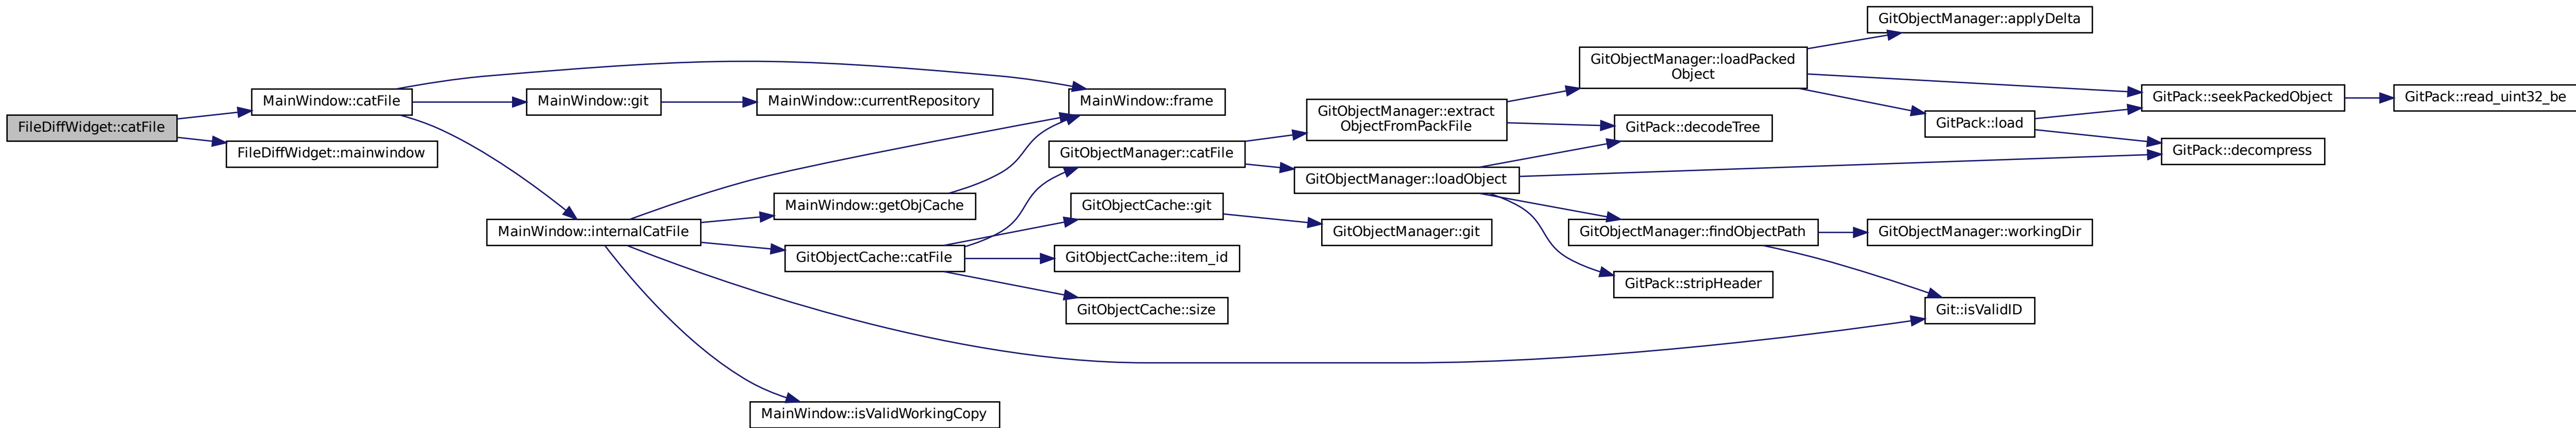 FileDiffWidget::catFile
MainWindow::catFile
FileDiffWidget::mainwindow
MainWindow::git
MainWindow::internalCatFile
MainWindow::currentRepository
MainWindow::getObjCache
GitObjectCache::catFile
MainWindow::isValidWorkingCopy
MainWindow::frame
GitObjectManager::catFile
GitObjectCache::git
GitObjectCache::item_id
GitObjectCache::size
GitObjectManager::extract
ObjectFromPackFile
GitObjectManager::loadObject
GitObjectManager::git
GitObjectManager::loadPacked
Object
GitPack::decodeTree
GitObjectManager::findObjectPath
GitPack::stripHeader
GitObjectManager::applyDelta
GitPack::load
GitObjectManager::workingDir
Git::isValidID
GitPack::seekPackedObject
GitPack::decompress
GitPack::read_uint32_be